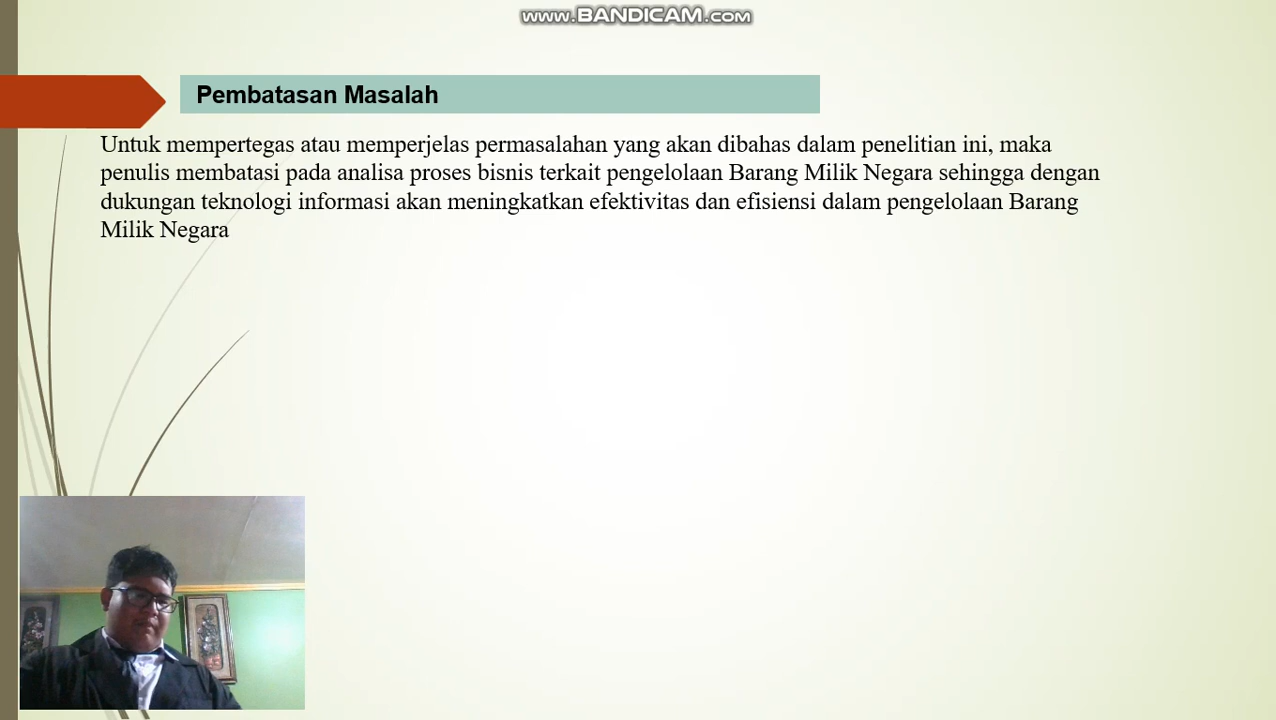 www.BANDICAM.com
Pembatasan Masalah
Untuk mempertegas atau memperjelas permasalahan yang akan dibahas dalam penelitian ini, maka
penulis membatasi pada analisa proses bisnis terkait pengelolaan Barang Milik Negara sehingga dengan
dukungan teknologi informasi akan meningkatkan efektivitas dan efisiensi dalam pengelolaan Barang
Milik Negara